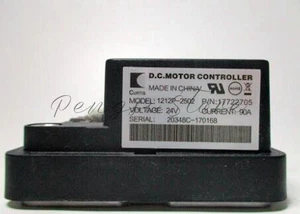 D.C.MOTOR CONTROLLER
MADE IN CHINA
CURTIS
MODEL: 1212P-2502 P/N:17722705
VOLTAGE: 24V CURRENT: 90A
SERIAL: 20348C-170168